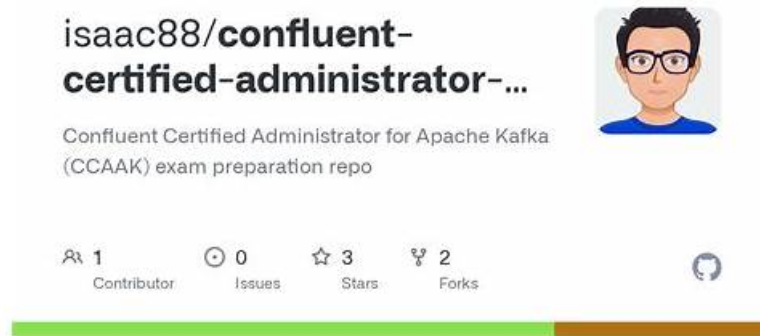 isaac88/confluent-
certified-administrator-...
Confluent Certified Administrator for Apache Kafka
(CCAAK) exam preparation repo
1 0 3 2
Contributor Issues Stars Forks